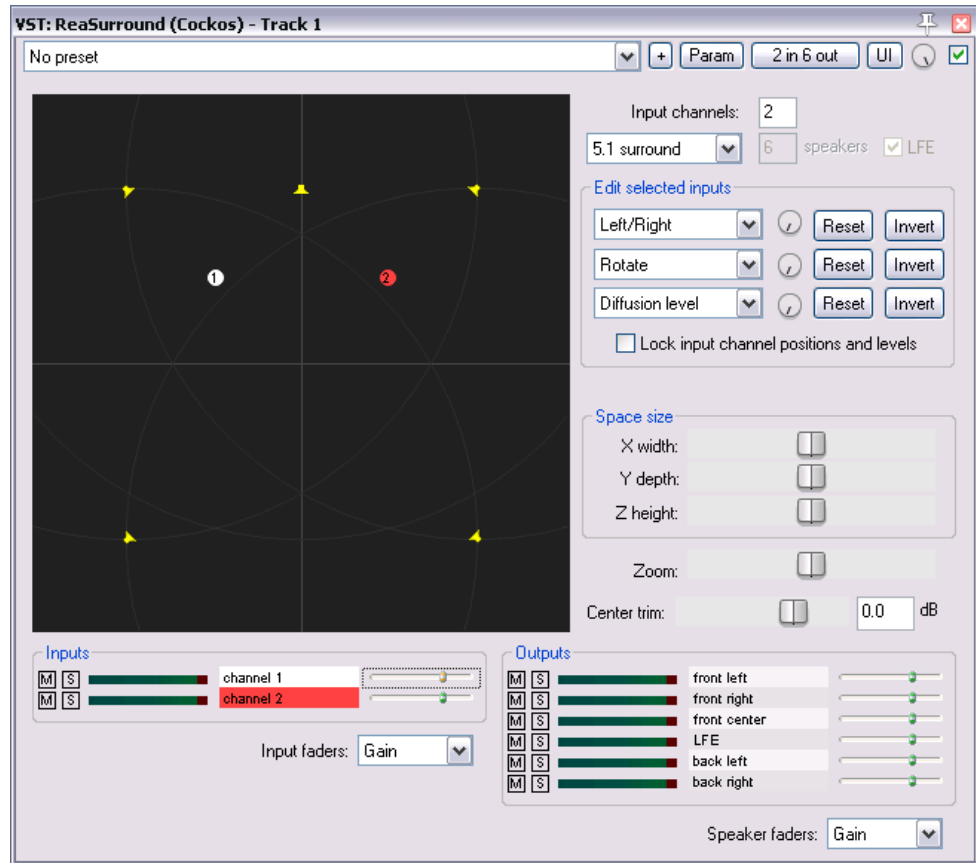 VST: ReaSurround (Cockos) - Track 1
No preset
+
Param
2 in 6 out
UI
Input channels: 2
5.1 surround
6 speakers
LFE
Edit selected inputs
Left/Right
Reset
Invert
Rotate
Reset
Invert
Diffusion level
Reset
Invert
Lock input channel positions and levels
1
2
Space size
X width:
Y depth:
Z height:
Zoom:
Center trim: 0.0 dB
Inputs
M S channel 1
M S channel 2
Input faders: Gain
Outputs
M S front left
M S front right
M S front center
M S LFE
M S back left
M S back right
Speaker faders: Gain